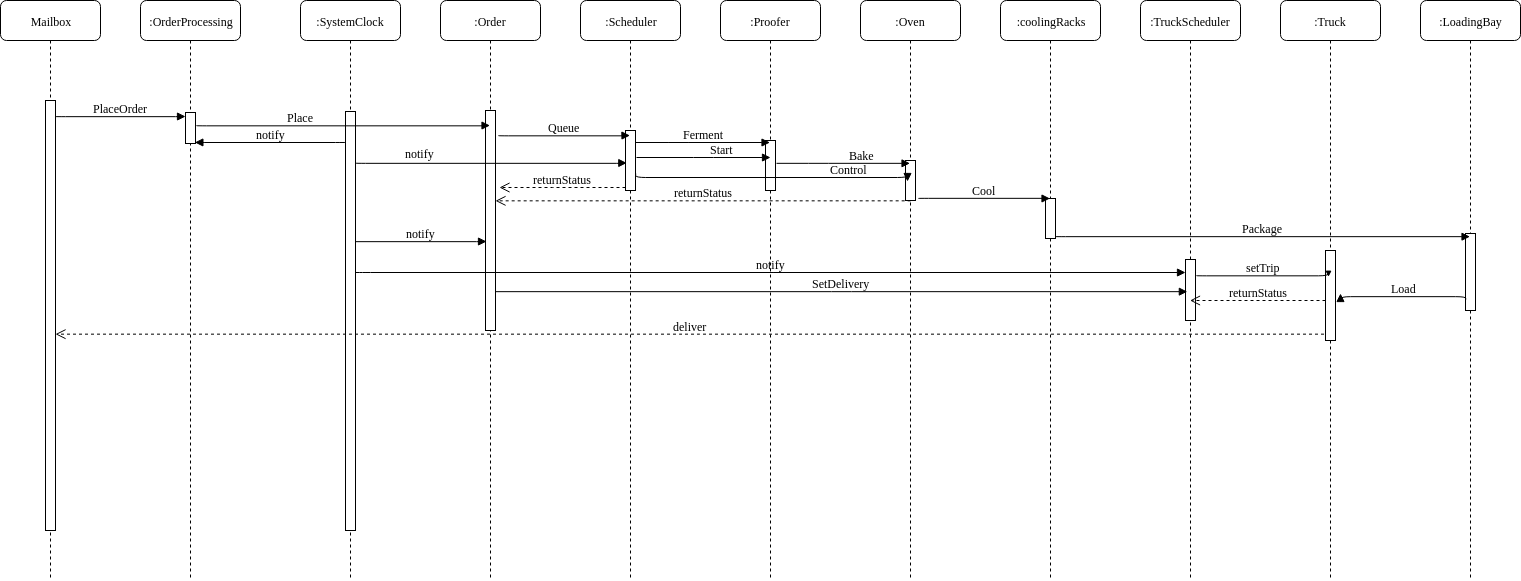 Mailbox
:OrderProcessing
:SystemClock
:Order
:Scheduler
:Proofer
:Oven
:coolingRacks
:TruckScheduler
:Truck
:LoadingBay
PlaceOrder
Place
Queue
notify
Ferment
Start
notify
Bake
Control
returnStatus
returnStatus
Cool
notify
Package
notify
setTrip
SetDelivery
returnStatus
Load
deliver